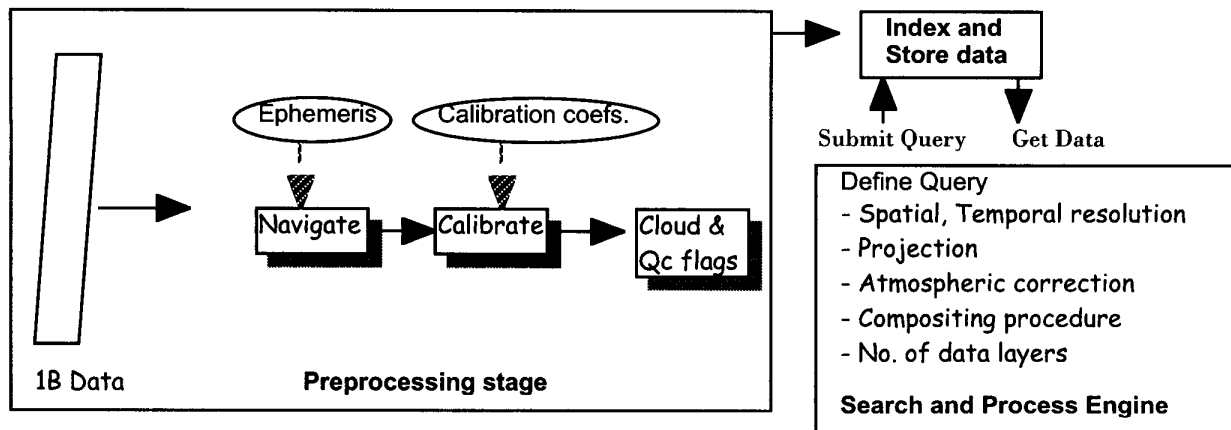 Ephemeris
Calibration coefs.
Navigate
Calibrate
Cloud &
Qc flags
1B Data
Preprocessing stage
Index and
Store data
Submit Query
Get Data
Define Query
- Spatial, Temporal resolution
- Projection
- Atmospheric correction
- Compositing procedure
- No. of data layers
Search and Process Engine